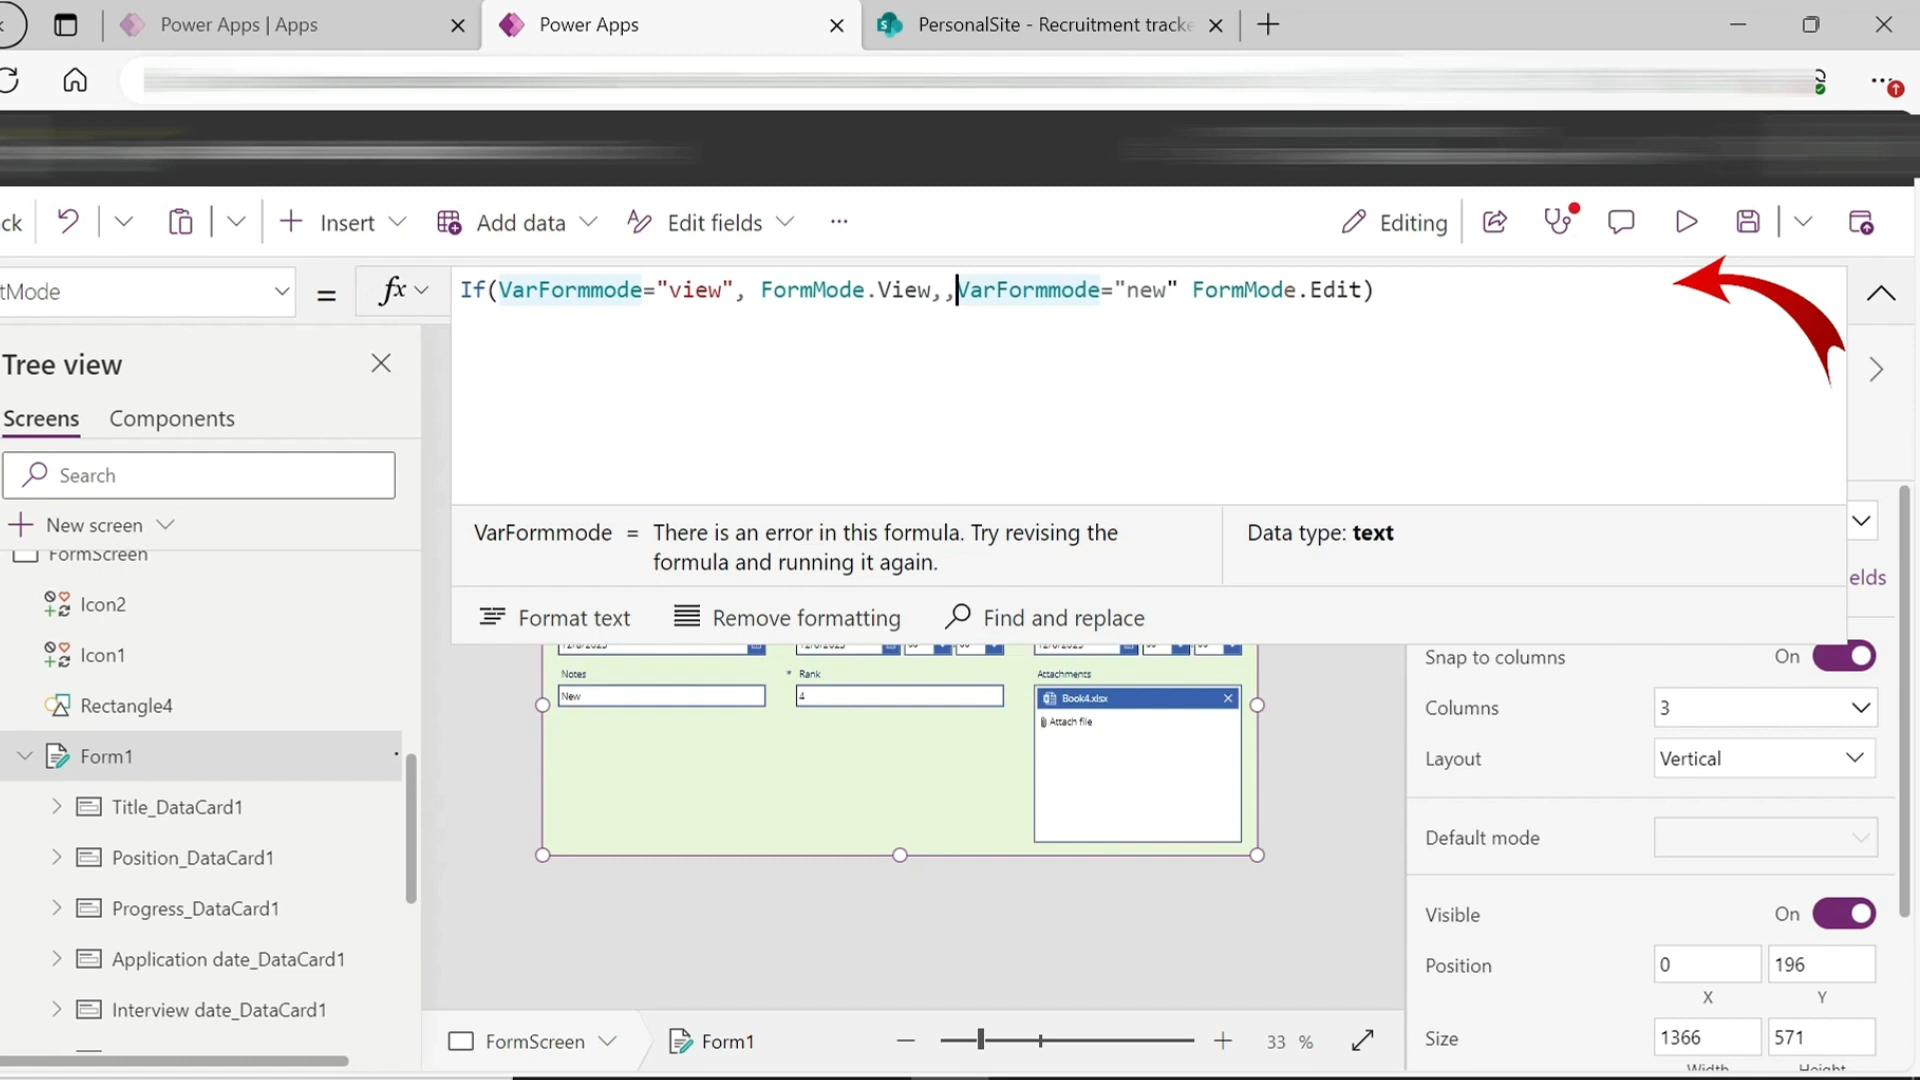 Power Apps | Apps
Power Apps
PersonalSite - Recruitment tracke
ck
Insert
Add data
Edit fields
Editing
tMode
=
fx
If(VarFormmode="view", FormMode.View,,VarFormmode="new" FormMode.Edit)
Tree view
Screens
Components
Search
New screen
FormScreen
Icon2
Icon1
Rectangle4
Form1
Title_DataCard1
Position_DataCard1
Progress_DataCard1
Application date_DataCard1
Interview date_DataCard1
VarFormmode = There is an error in this formula. Try revising the
formula and running it again.
Data type: text
Format text
Remove formatting
Find and replace
Notes
New
* Rank
4
Attachments
Book4.xlsx
Attach file
elds
Snap to columns
On
Columns
3
Layout
Vertical
Default mode
Visible
On
Position
0
196
X
Y
Size
1366
571
Width
Height
FormScreen
Form1
33 %